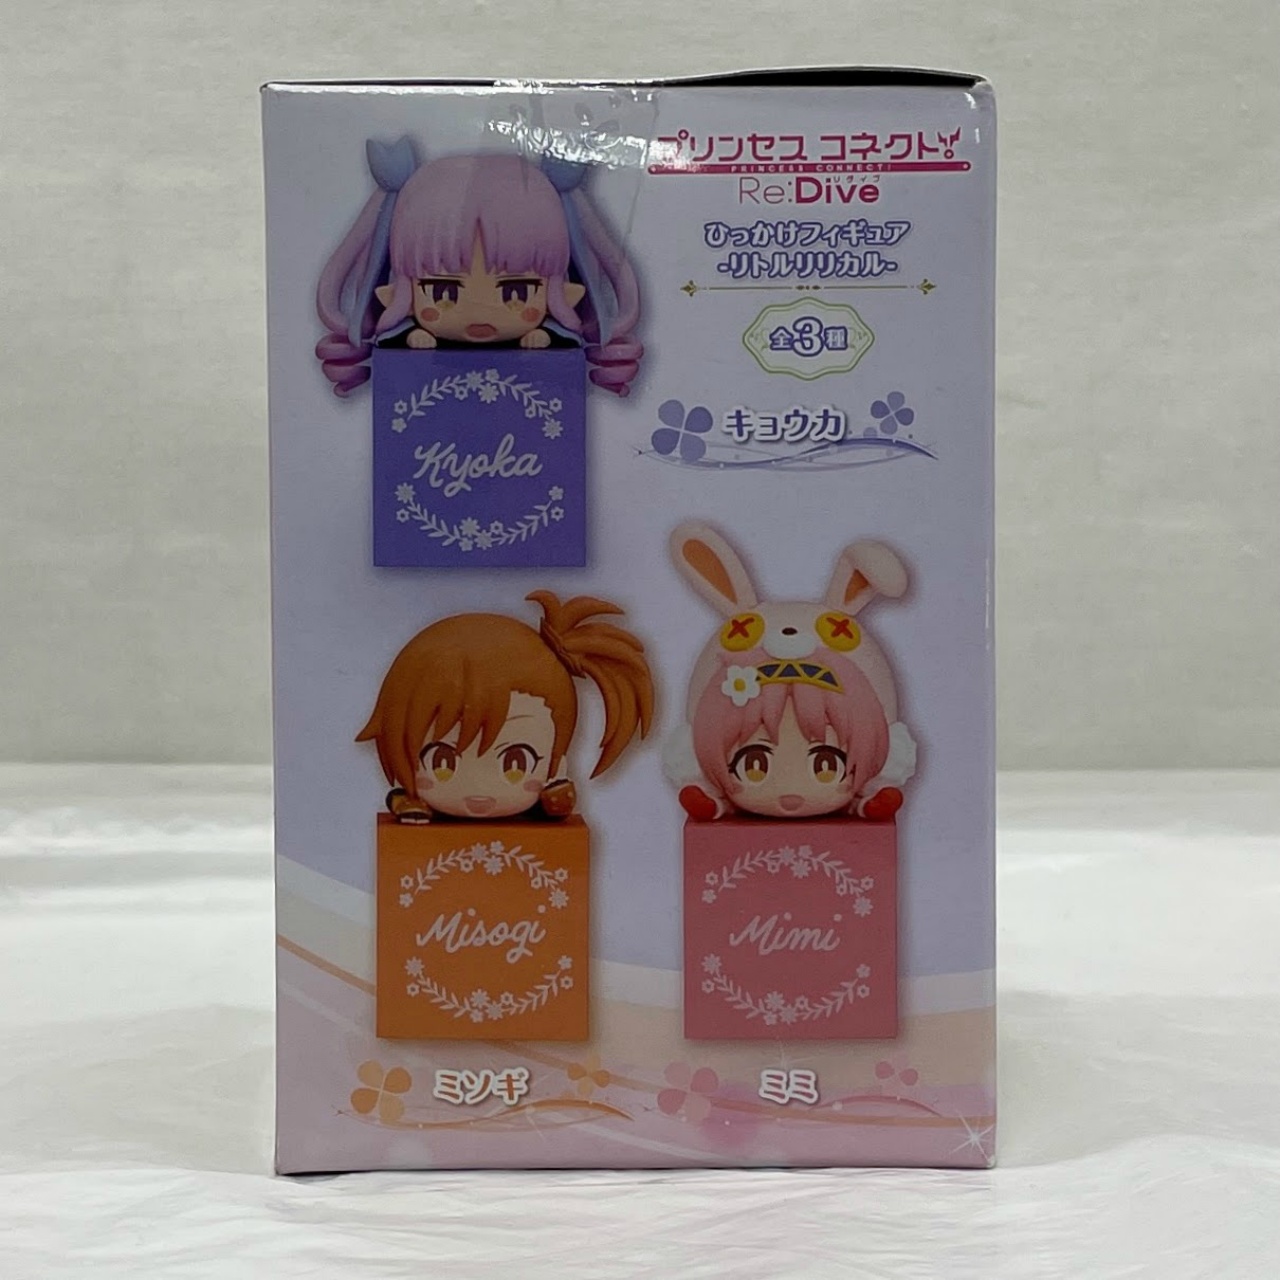 プリンセス コネクト!
PRINCESS CONNECT!
リダイブ
Re:Dive
ひっかけフィギュア
-リトルリリカル-
全3種
キョウカ
Kyoka
Misogi
Mimi
ミソギ
ミミ